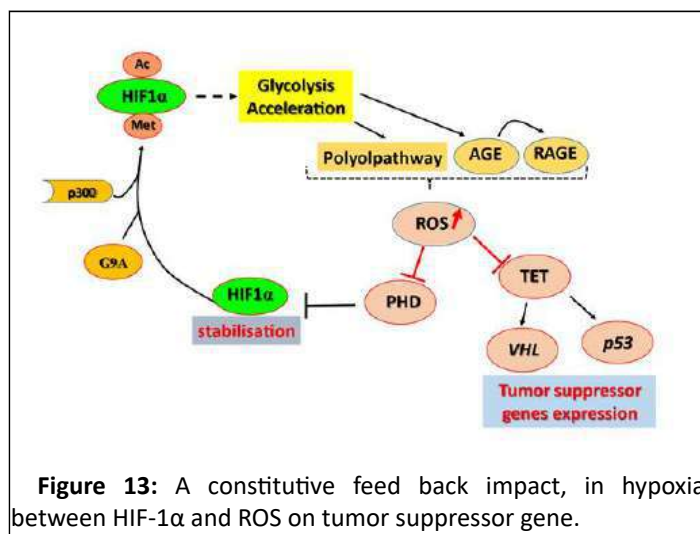 Ac
HIF1α
Met
Glycolysis
Acceleration
Polyolpathway
AGE
RAGE
p300
ROS
G9A
HIF1α
stabilisation
PHD
TET
VHL
p53
Tumor suppressor
genes expression
Figure 13: A constitutive feed back impact, in hypoxia
between HIF-1α and ROS on tumor suppressor gene.